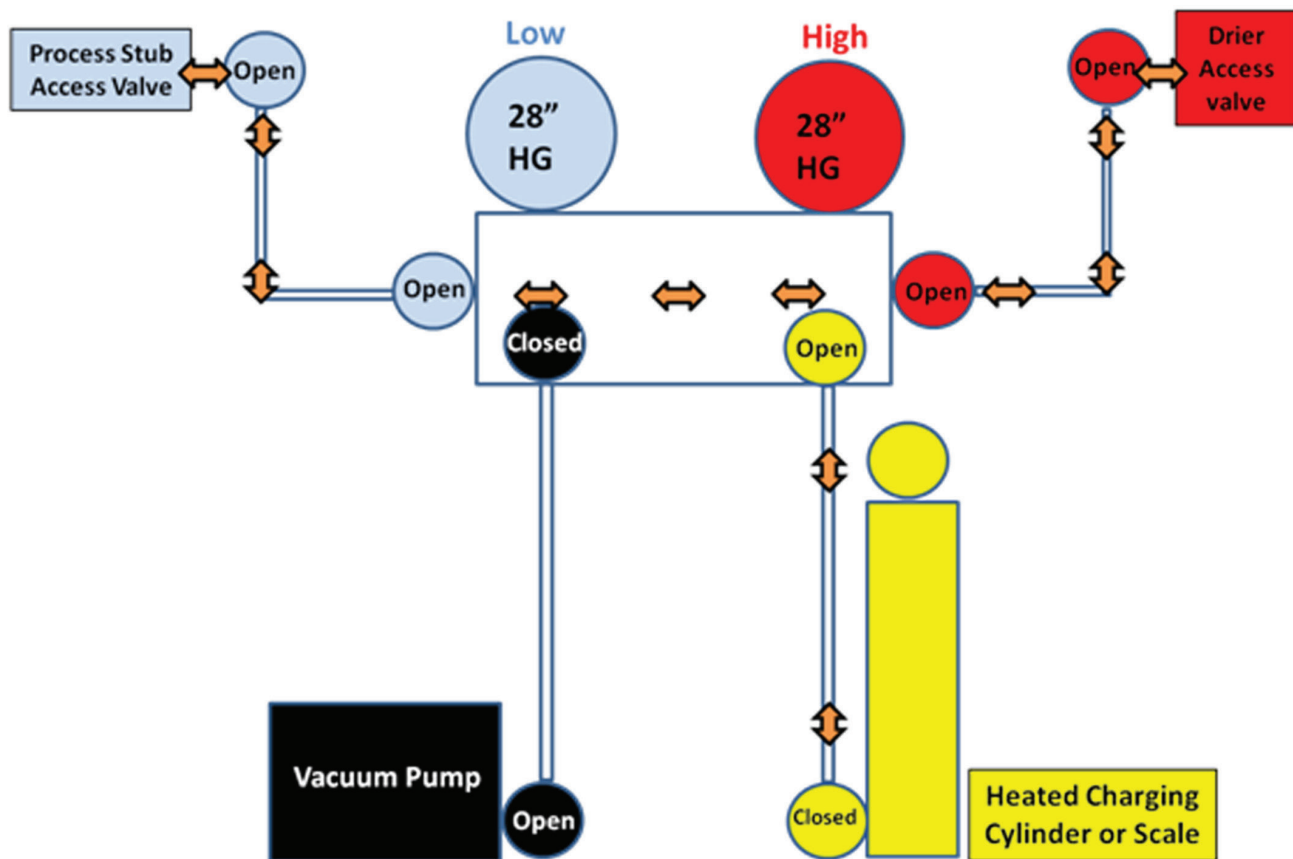 Process Stub
Access Valve
Open
Low
28”
HG
High
28”
HG
Open
Drier
Access
valve
Open
Open
Closed
Open
Vacuum Pump
Open
Closed
Heated Charging
Cylinder or Scale